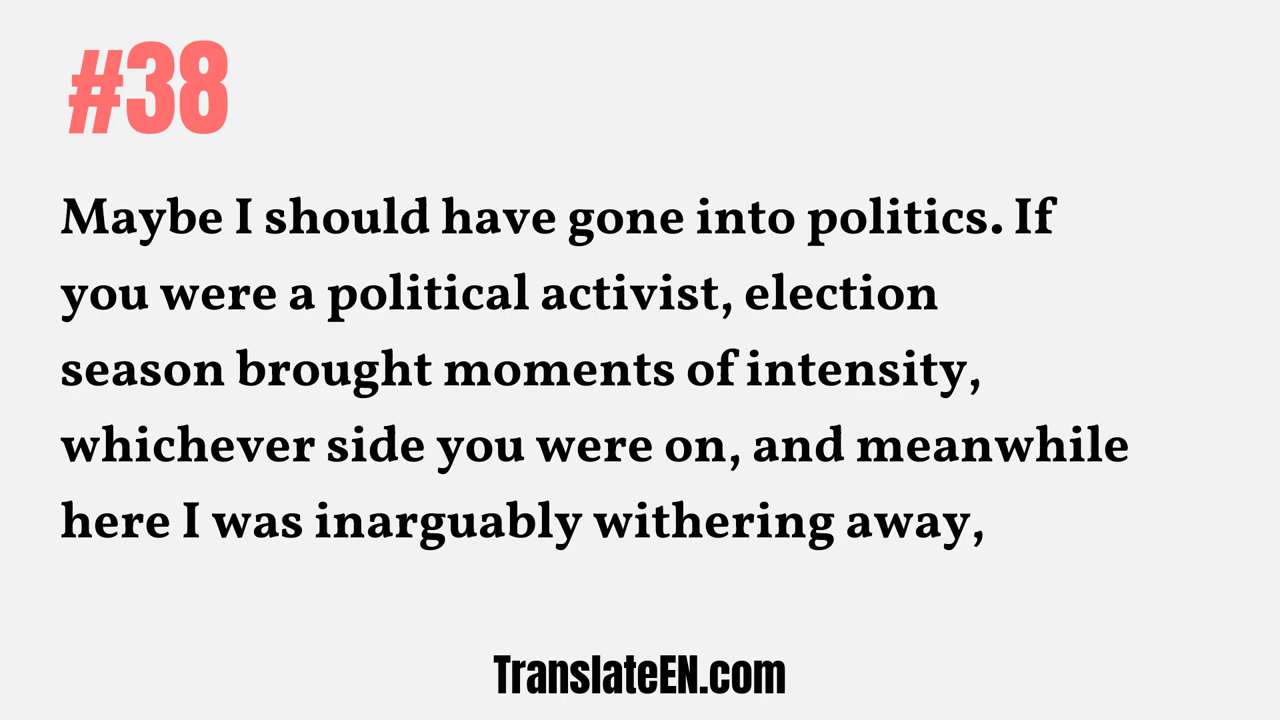 #38
Maybe I should have gone into politics. If
you were a political activist, election
season brought moments of intensity,
whichever side you were on, and meanwhile
here I was inarguably withering away,
TranslateEN.com